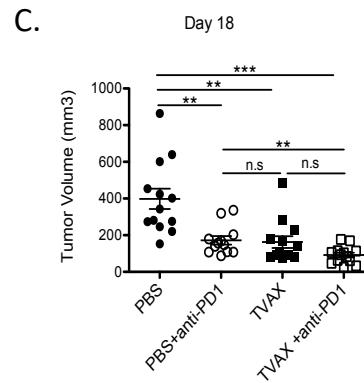 C.
Day 18
***
**
**
**
n.s
n.s
1000
800
600
400
200
0
Tumor Volume (mm3)
PBS
PBS+anti-PD1
TVAX
TVAX +anti-PD1